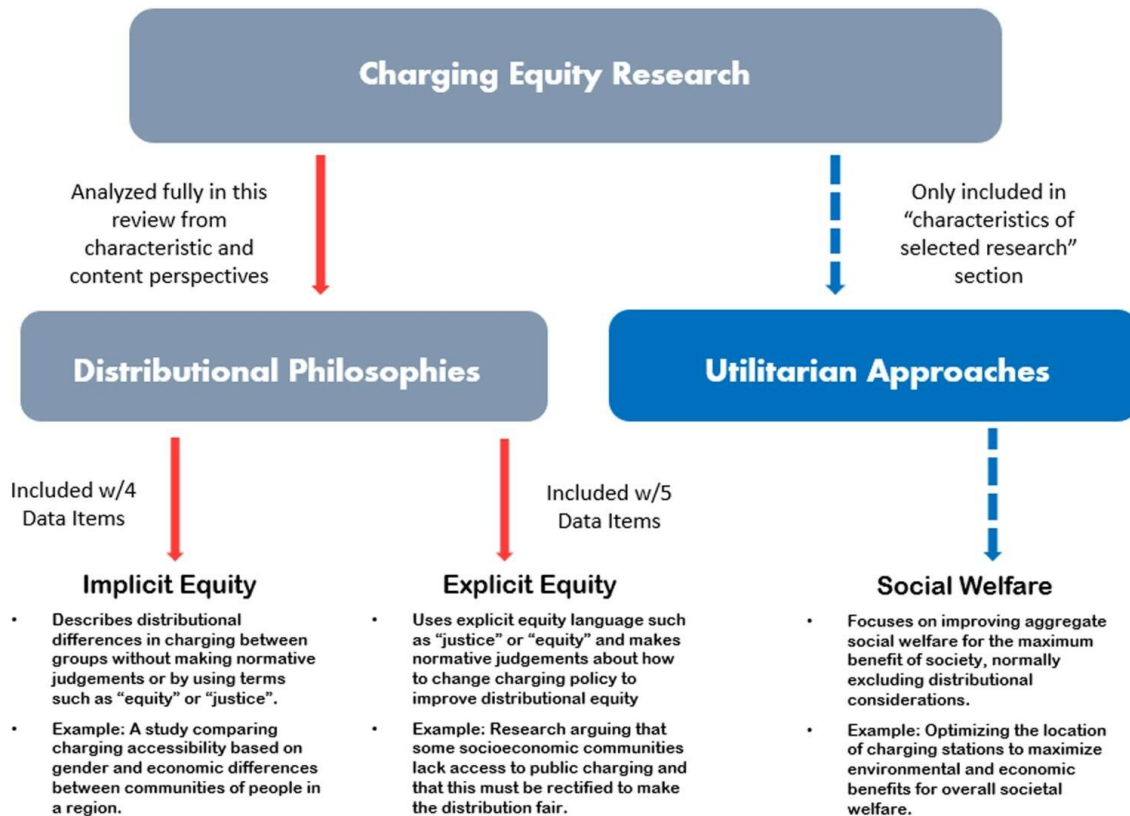 Charging Equity Research
Analyzed fully in this
review from
characteristic and
content perspectives
Only included in
“characteristics of
selected research”
section
Distributional Philosophies
Utilitarian Approaches
Included w/4
Data Items
Included w/5
Data Items
Implicit Equity
• Describes distributional
differences in charging between
groups without making normative
judgements or by using terms
such as “equity” or “justice”.
• Example: A study comparing
charging accessibility based on
gender and economic differences
between communities of people in
a region.
Explicit Equity
• Uses explicit equity language such
as “justice” or “equity” and makes
normative judgements about how
to change charging policy to
improve distributional equity
• Example: Research arguing that
some socioeconomic communities
lack access to public charging and
that this must be rectified to make
the distribution fair.
Social Welfare
• Focuses on improving aggregate
social welfare for the maximum
benefit of society, normally
excluding distributional
considerations.
• Example: Optimizing the location
of charging stations to maximize
environmental and economic
benefits for overall societal
welfare.